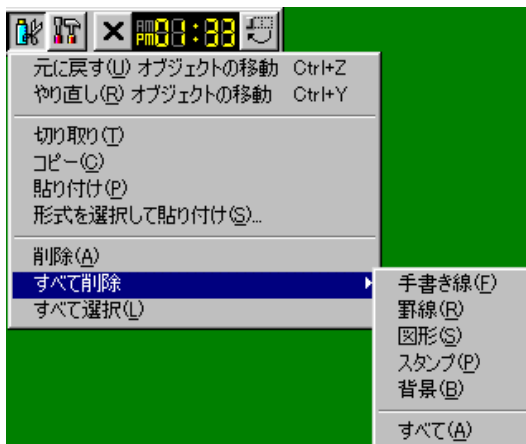 AM
PM
元に戻す(U) オブジェクトの移動 Ctrl+Z
やり直し(R) オブジェクトの移動 Ctrl+Y
切り取り(T)
コピー(C)
貼り付け(P)
形式を選択して貼り付け(S)...
削除(A)
すべて削除
すべて選択(L)
手書き線(F)
罫線(R)
図形(S)
スタンプ(P)
背景(B)
すべて(A)